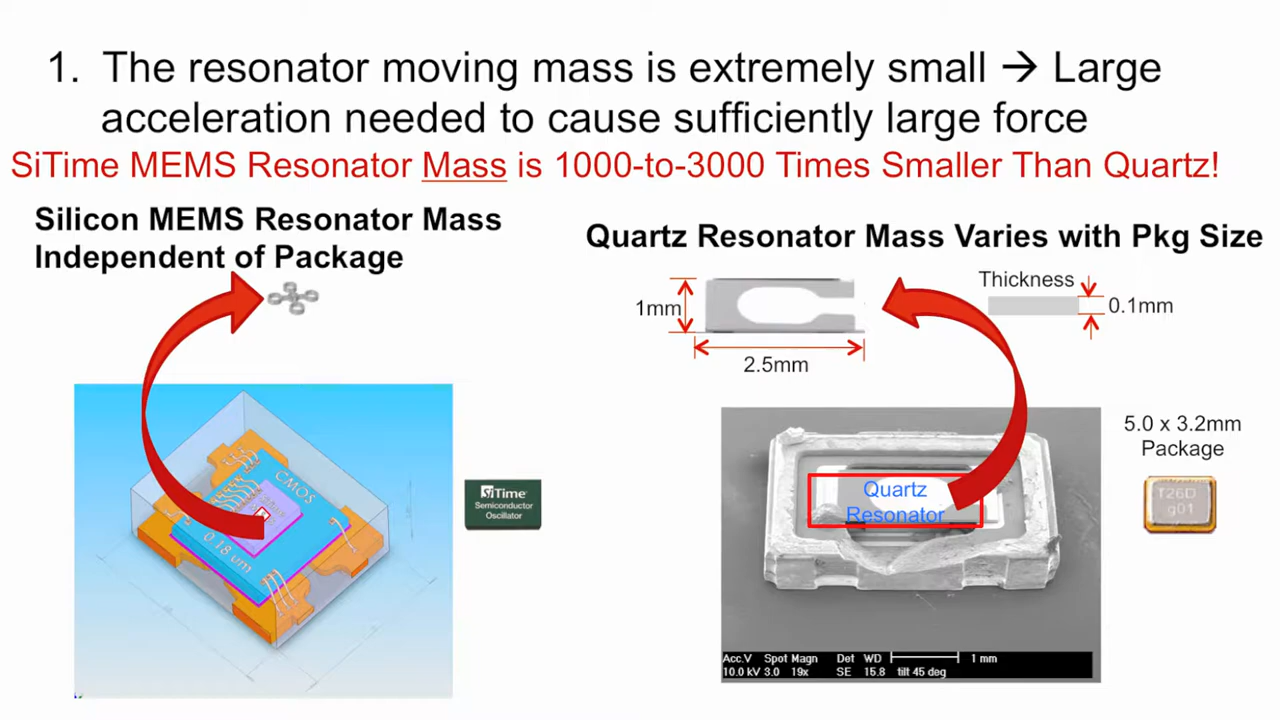 1. The resonator moving mass is extremely small → Large
acceleration needed to cause sufficiently large force
SiTime MEMS Resonator Mass is 1000-to-3000 Times Smaller Than Quartz!
Silicon MEMS Resonator Mass
Independent of Package
CMOS
0.18 um
SiTime
Semiconductor
Oscillator
Quartz Resonator Mass Varies with Pkg Size
Thickness
1mm
0.1mm
2.5mm
Quartz
Resonator
5.0 x 3.2mm
Package
T26D
g01
Acc.V Spot Magn Det WD 1 mm
10.0 kV 3.0 19x SE 15.8 tilt 45 deg